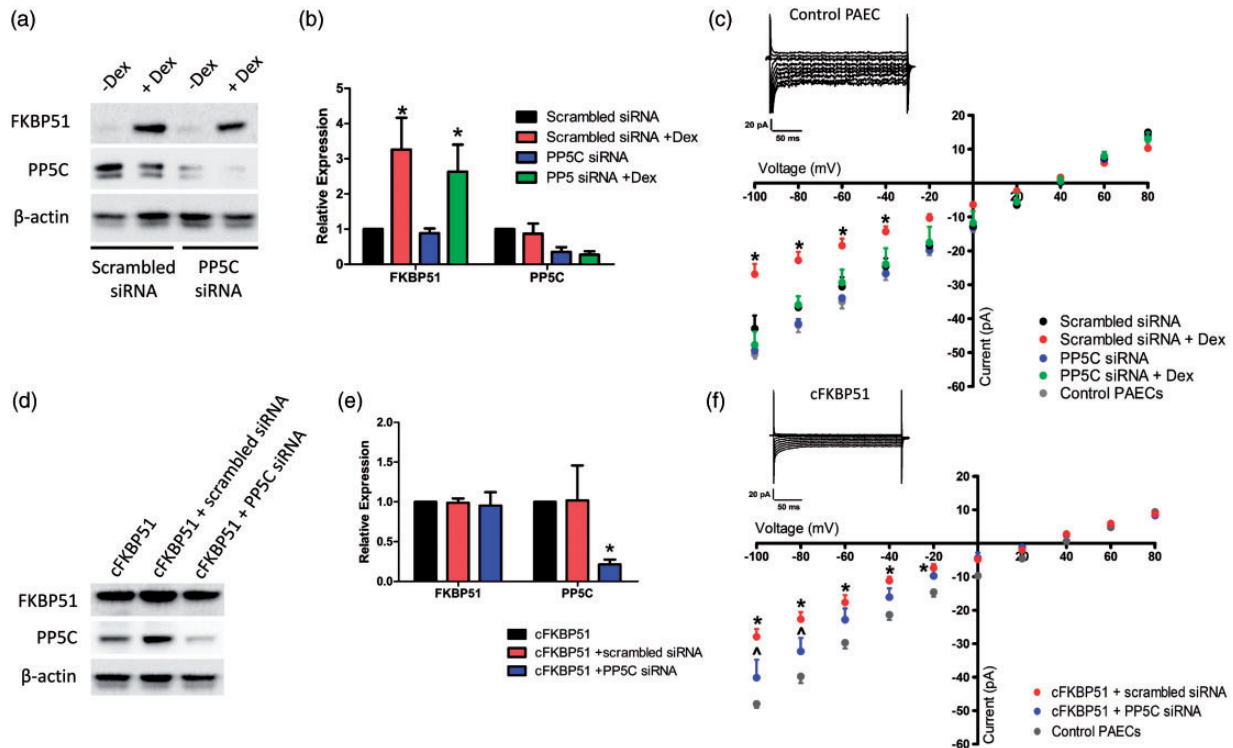 (a)
-Dex
+ Dex
-Dex
+ Dex
FKBP51
PP5C
β-actin
Scrambled
siRNA
PP5C
siRNA
(b)
Relative Expression
5
4
3
2
1
0
*
*
FKBP51
PP5C
Scrambled siRNA
Scrambled siRNA +Dex
PP5C siRNA
PP5 siRNA +Dex
(c)
Control PAEC
20 pA
50 ms
Voltage (mV)
-100 -80 -60 -40 -20 20 40 60 80
20
10
-10
-20
-30
-40
-50
-60
Current (pA)
* * * *
Scrambled siRNA
Scrambled siRNA + Dex
PP5C siRNA
PP5C siRNA + Dex
Control PAECs
(d)
cFKBP51
cFKBP51 + scrambled siRNA
cFKBP51 + PP5C siRNA
FKBP51
PP5C
β-actin
(e)
Relative Expression
2.0
1.5
1.0
0.5
0.0
*
FKBP51
PP5C
cFKBP51
cFKBP51 +scrambled siRNA
cFKBP51 +PP5C siRNA
(f)
cFKBP51
20 pA
50 ms
Voltage (mV)
-100 -80 -60 -40 -20 0 20 40 60 80
20
10
-10
-20
-30
-40
-50
-60
Current (pA)
* * * * *
^ ^
cFKBP51 + scrambled siRNA
cFKBP51 + PP5C siRNA
Control PAECs